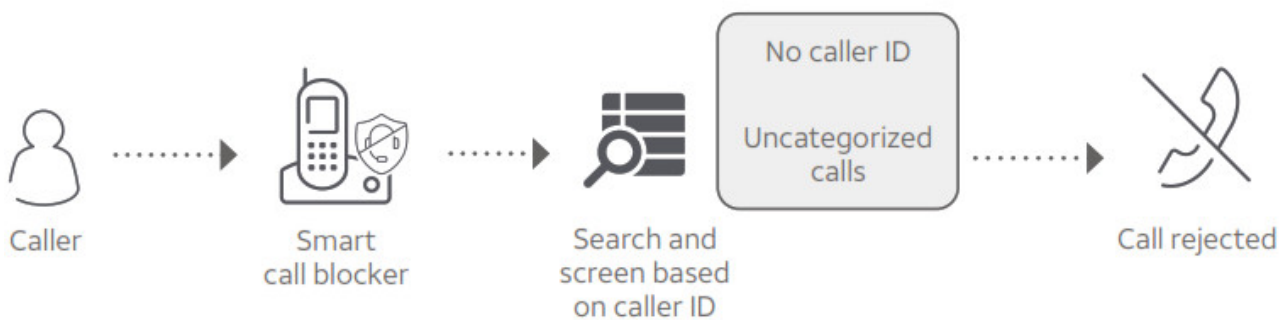 No caller ID
Uncategorized
calls
Caller
Smart
call blocker
Search and
screen based
on caller ID
Call rejected